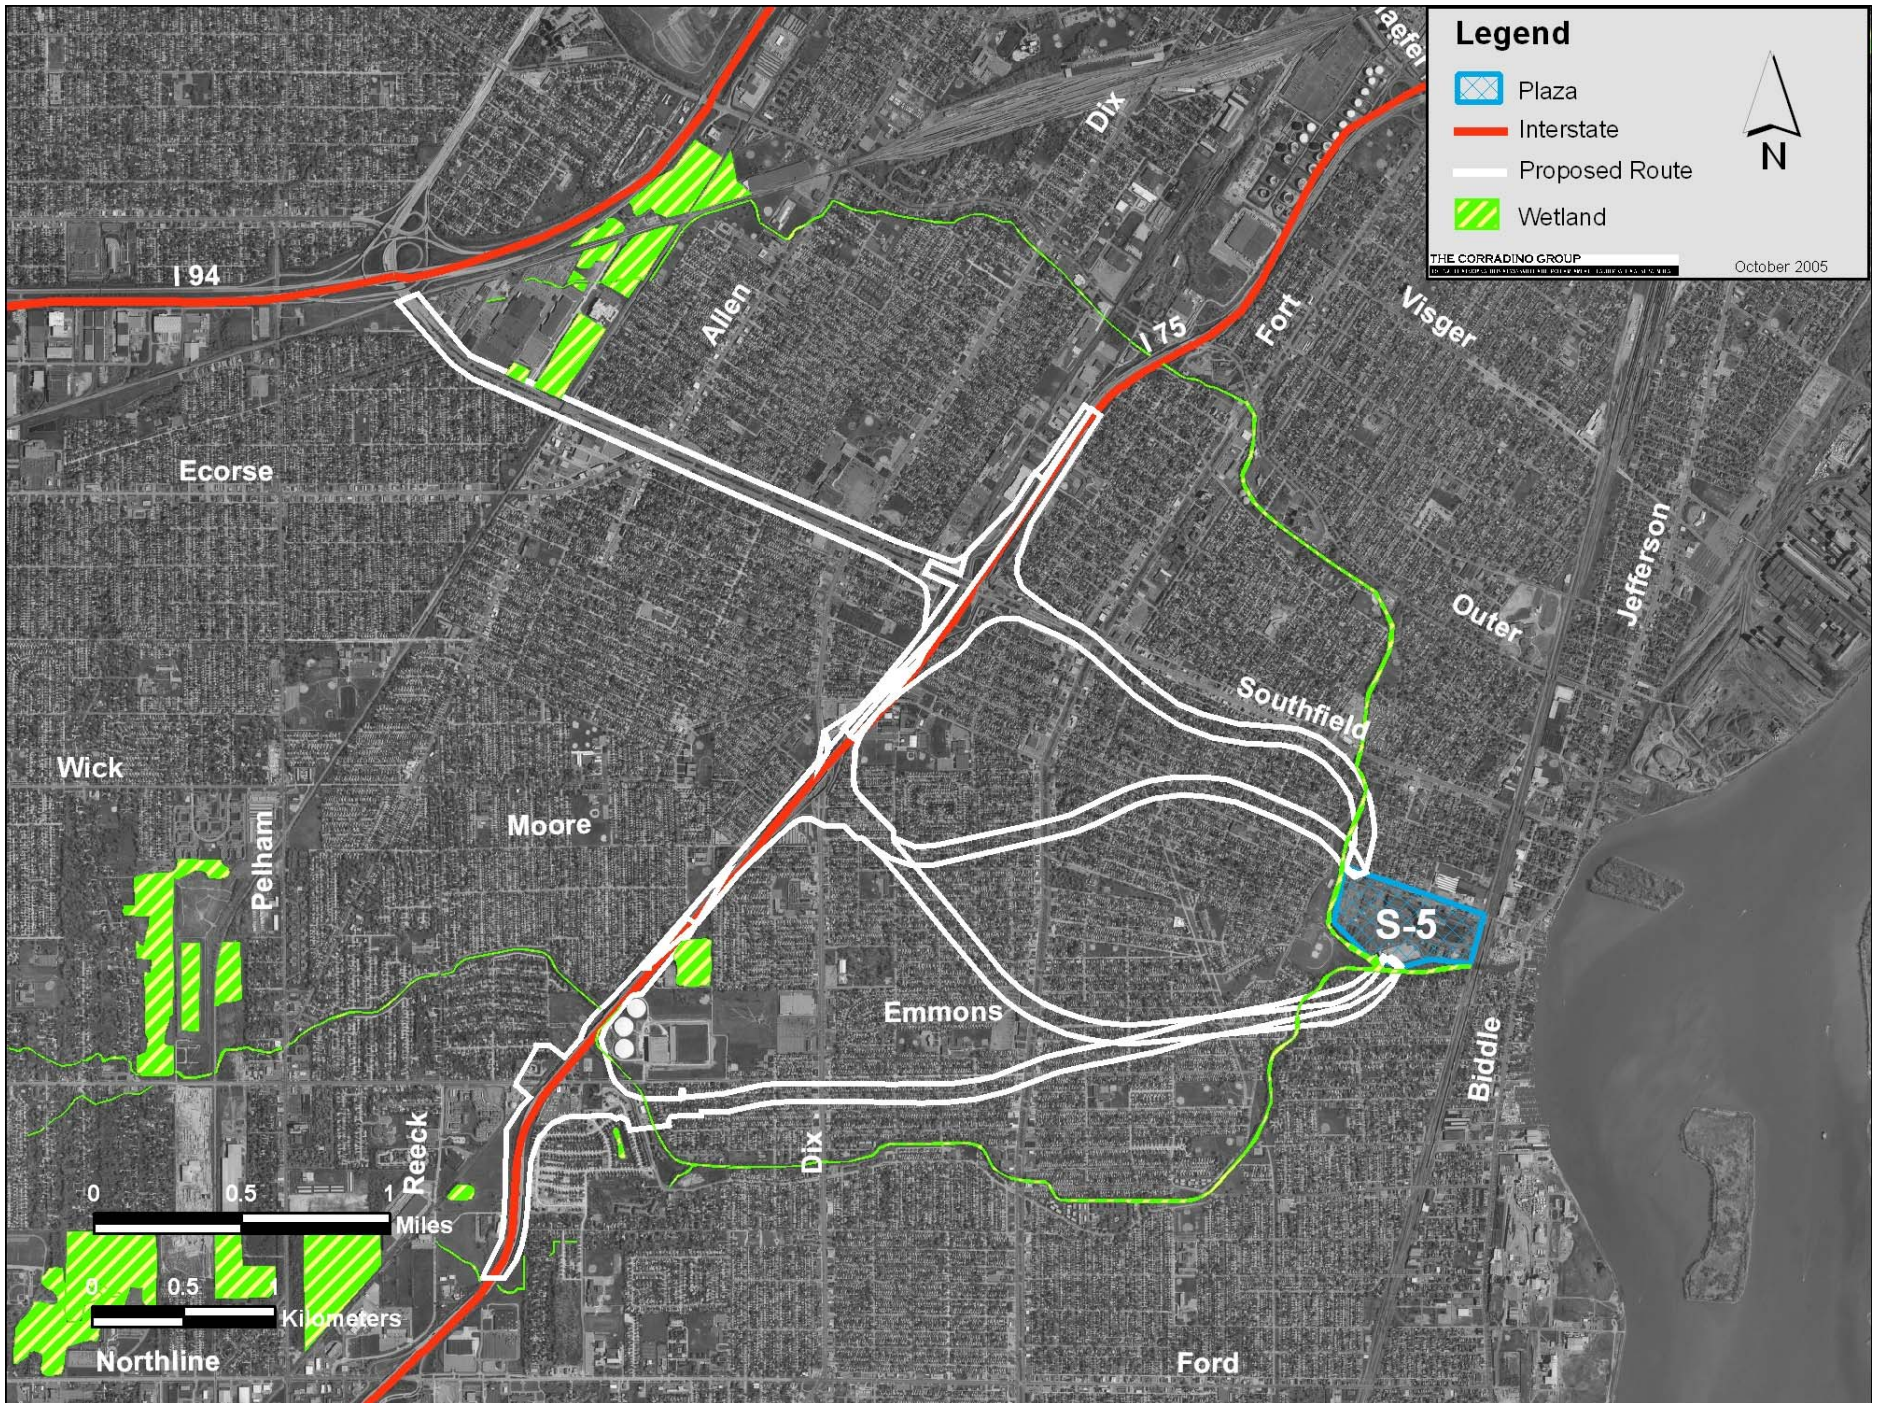 Legend
Plaza
Interstate
Proposed Route
Wetland
N
THE CORRADINO GROUP
October 2005
Dix
I 94
Allen
I 75
Fort
Visger
Ecorse
Jefferson
Outer
Southfield
Wick
Moore
Pelham
S-5
Emmons
Biddle
Reeck
Dix
0 0.5 1
Miles
0 0.5 1
Kilometers
Northline
Ford